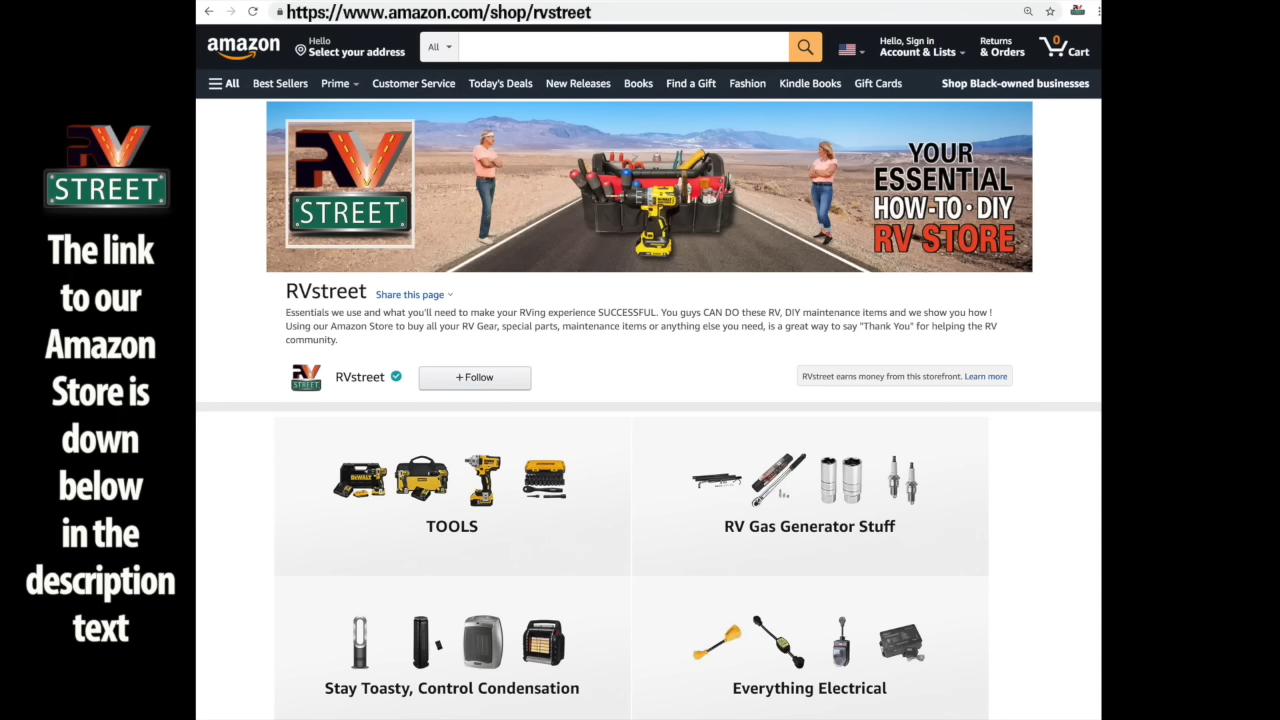 https://www.amazon.com/shop/rvstreet
amazon
Hello
Select your address
All
Hello, Sign in
Account & Lists
Returns
& Orders
0
Cart
All
Best Sellers
Prime
Customer Service
Today's Deals
New Releases
Books
Find a Gift
Fashion
Kindle Books
Gift Cards
Shop Black-owned businesses
RV
STREET
The link
to our
Amazon
Store is
down
below
in the
description
text
RV
STREET
YOUR
ESSENTIAL
HOW-TO•DIY
RV STORE
RVstreet
Share this page
Essentials we use and what you'll need to make your RVing experience SUCCESSFUL. You guys CAN DO these RV, DIY maintenance items and we show you how !
Using our Amazon Store to buy all your RV Gear, special parts, maintenance items or anything else you need, is a great way to say "Thank You" for helping the RV
community.
RV
STREET
RVstreet
+ Follow
RVstreet earns money from this storefront. Learn more
TOOLS
RV Gas Generator Stuff
Stay Toasty, Control Condensation
Everything Electrical